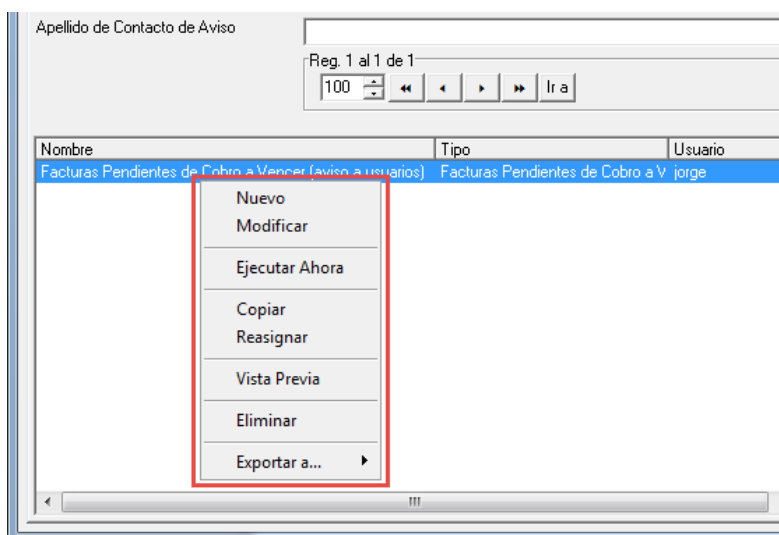 Apellido de Contacto de Aviso
Reg. 1 al 1 de 1
100 Ir a
Nombre Tipo Usuario
Facturas Pendientes de Cobro a Vencer (aviso a usuarios) Facturas Pendientes de Cobro a V jorge
Nuevo
Modificar
Ejecutar Ahora
Copiar
Reasignar
Vista Previa
Eliminar
Exportar a...